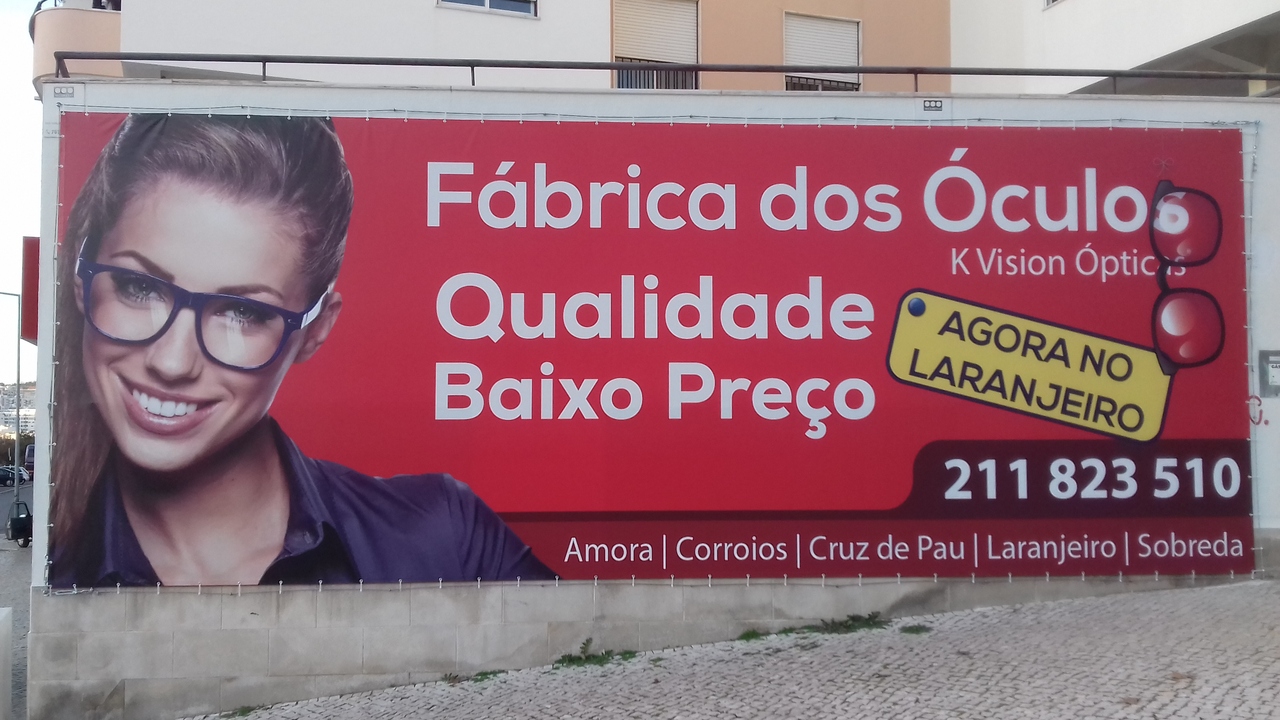 Fábrica dos Óculos
K Vision Ópticas
Qualidade
Baixo Preço
AGORA NO
LARANJEIRO
211 823 510
Amora | Corroios | Cruz de Pau | Laranjeiro | Sobreda